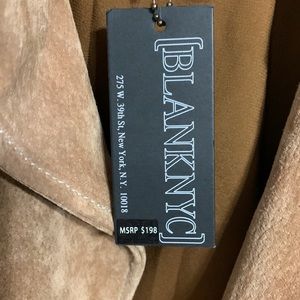 [BLANKNYC]
275 W. 39th St, New York, N.Y. 10018
MSRP $198